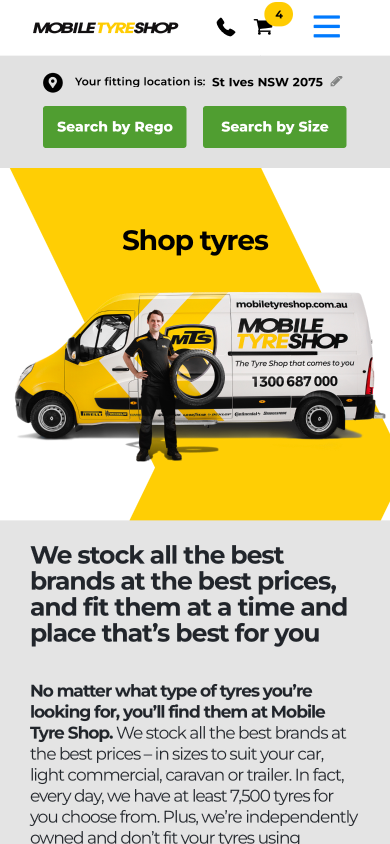 MOBILETYRESHOP
4
Your fitting location is: St Ives NSW 2075
Search by Rego
Search by Size
Shop tyres
mobiletyreshop.com.au
MOBILE
TYRESHOP
MTS
The Tyre Shop that comes to you
1300 687 000
We stock all the best
brands at the best prices,
and fit them at a time and
place that’s best for you
No matter what type of tyres you’re
looking for, you’ll find them at Mobile
Tyre Shop. We stock all the best brands at
the best prices – in sizes to suit your car,
light commercial, caravan or trailer. In fact,
every day, we have at least 7,500 tyres for
you choose from. Plus, we’re independently
owned and don’t fit your tyres using